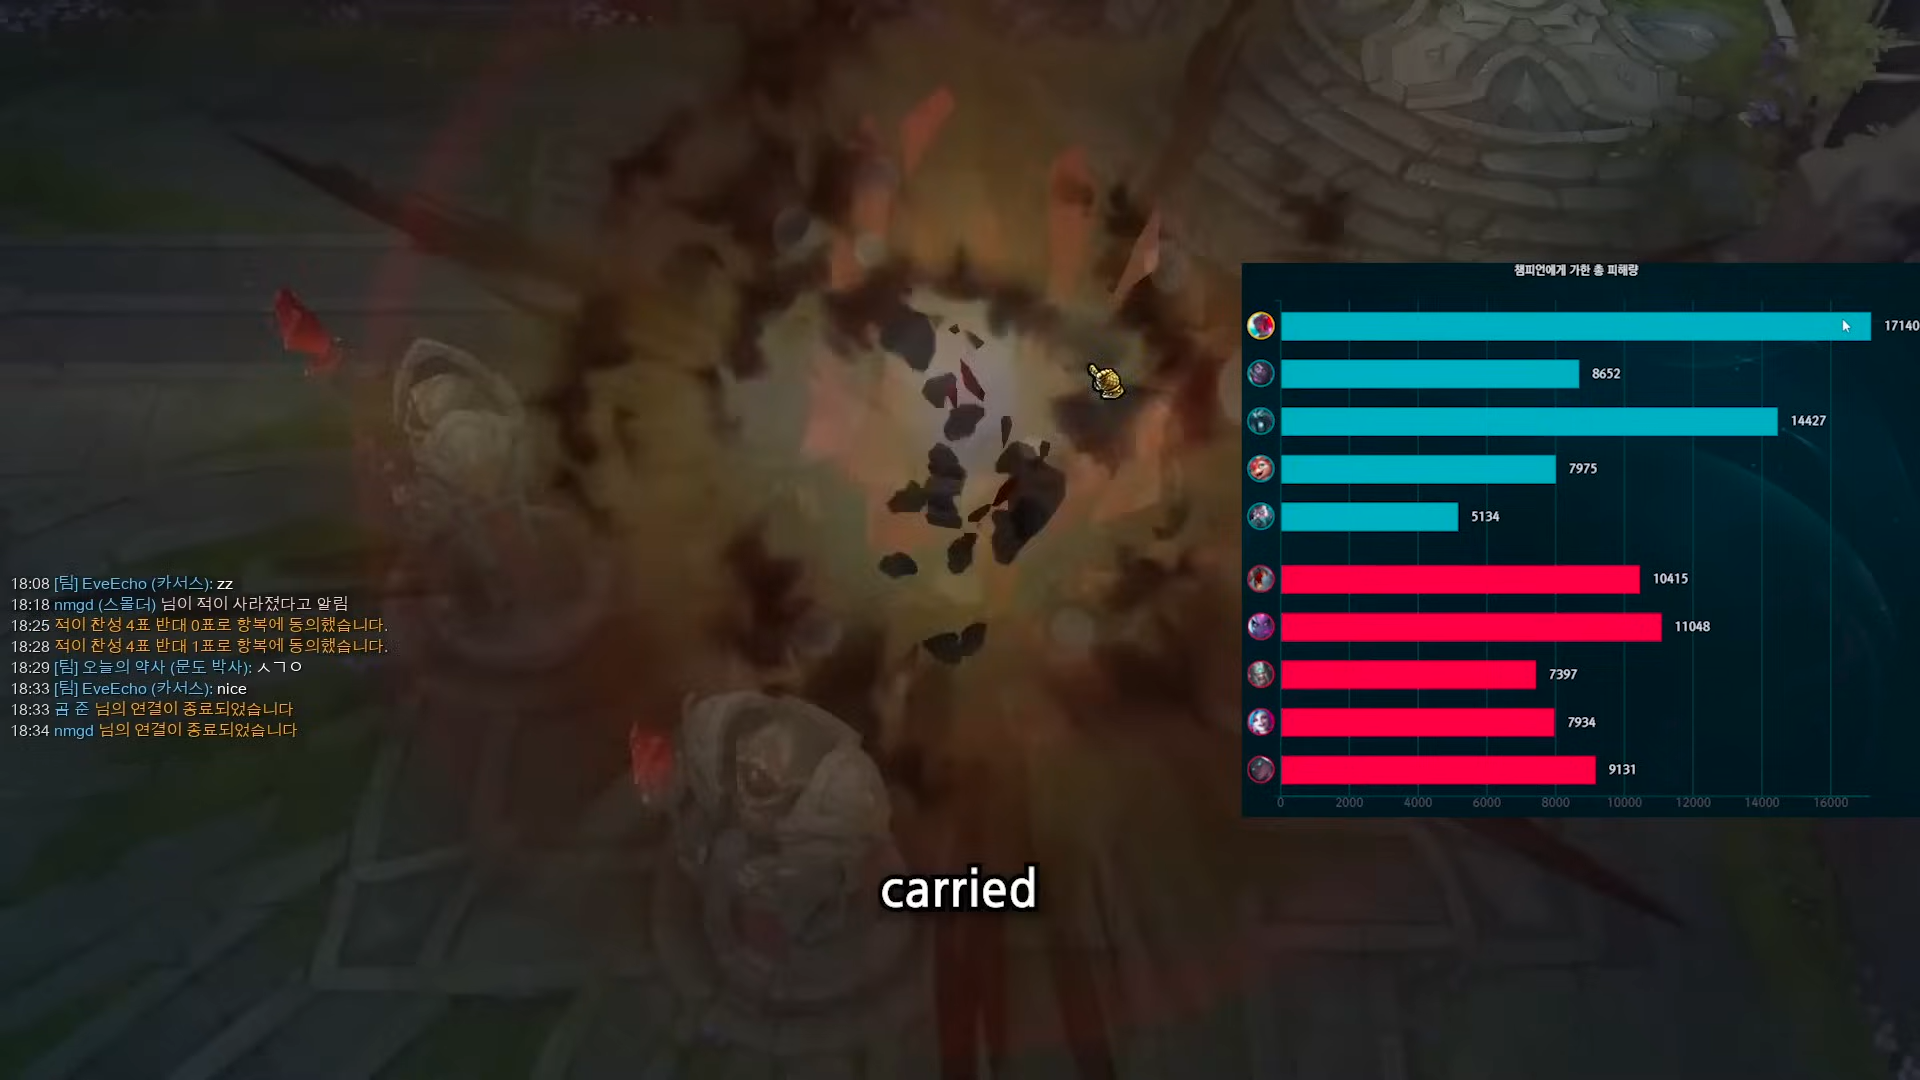 챔피언에게 가한 총 피해량
17140
8652
14427
7975
5134
10415
11048
7397
7934
9131
0 2000 4000 6000 8000 10000 12000 14000 16000
18:08 [팀] EveEcho (카서스): zz
18:18 nmgd (스몰더) 님이 적이 사라졌다고 알림
18:25 적이 찬성 4표 반대 0표로 항복에 동의했습니다.
18:28 적이 찬성 4표 반대 1표로 항복에 동의했습니다.
18:29 [팀] 오늘의 약사 (문도 박사): ㅅㄱㅇ
18:33 [팀] EveEcho (카서스): nice
18:33 곰 준 님의 연결이 종료되었습니다
18:34 nmgd 님의 연결이 종료되었습니다
carried